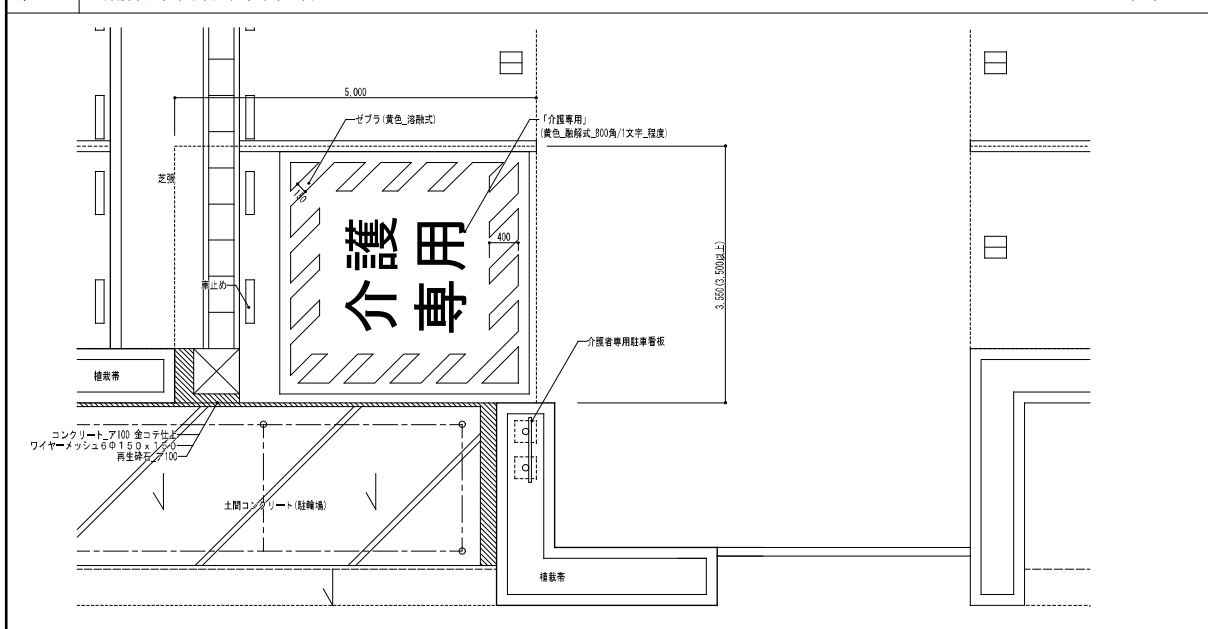 5,000
ゼブラ(黄色_溶融式)
「介護専用」
(黄色_融解式_800角/1文字_程度)
芝張
150
介護
専用
400
3,550(3,500以上)
車止め
介護者専用駐車看板
植栽帯
コンクリート_ア100 金コテ仕上
ワイヤーメッシュ6Φ150x150
再生砕石_ア100
土間コンクリート(駐輪場)
植栽帯